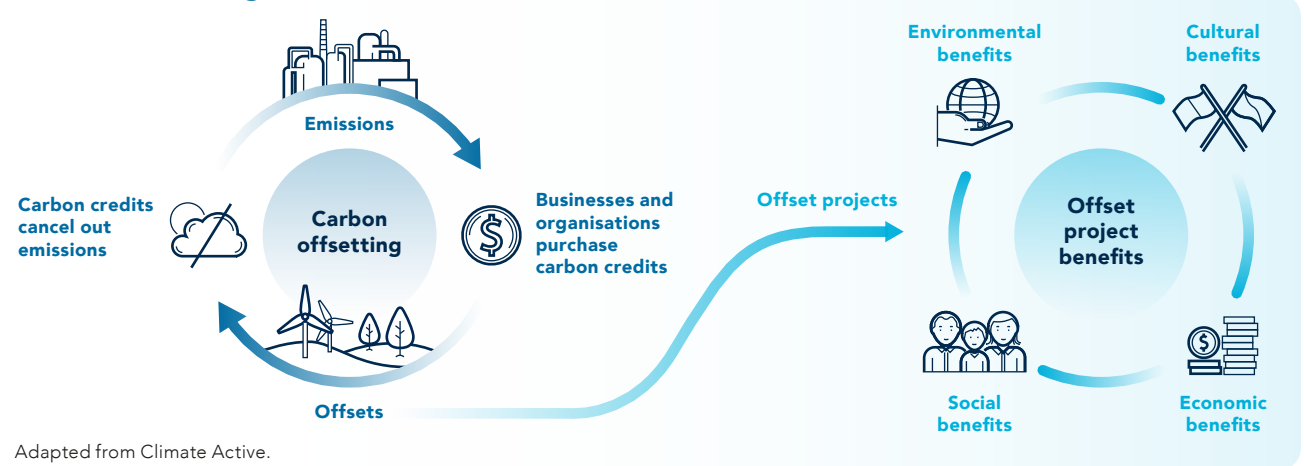 Emissions
Carbon credits
cancel out
emissions
Carbon
offsetting
$
Businesses and
organisations
purchase
carbon credits
Offsets
Offset projects
Environmental
benefits
Cultural
benefits
Offset
project
benefits
Social
benefits
$
Economic
benefits
Adapted from Climate Active.